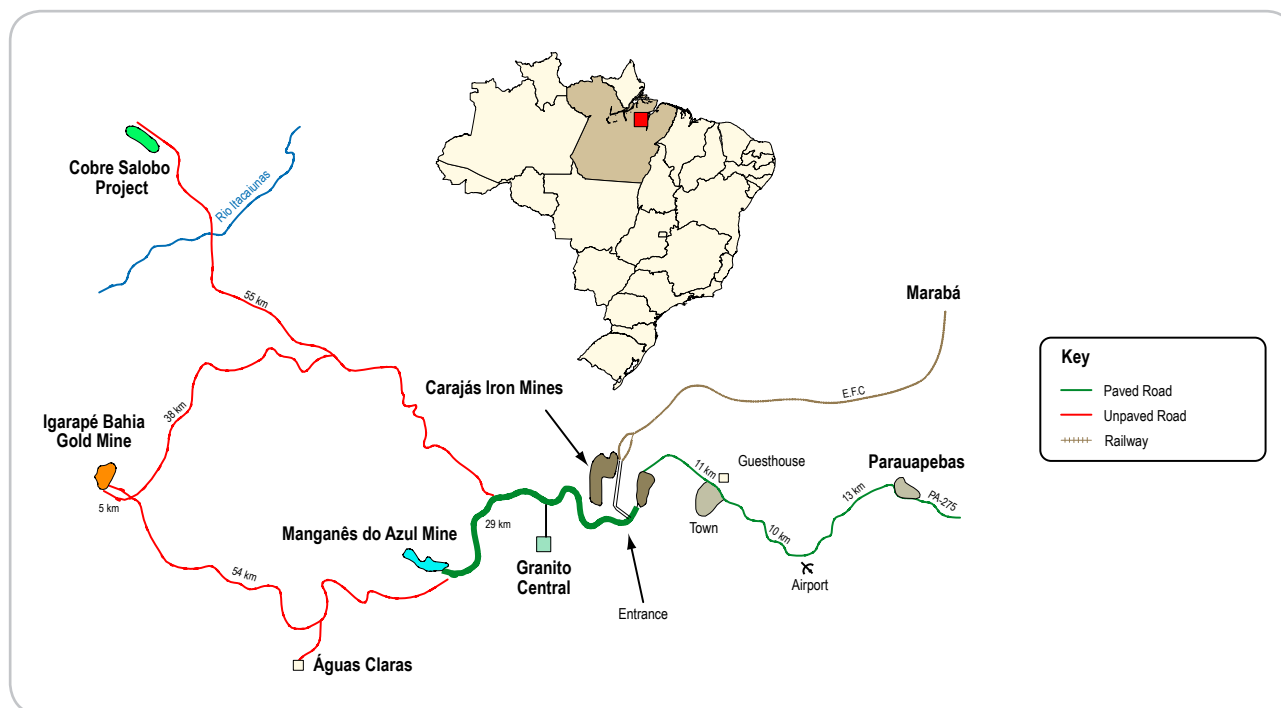 Cobre Salobo
Project
Rio Itacaiunas
55 km
Marabá
Key
Paved Road
Unpaved Road
Railway
E.F.C
Carajás Iron Mines
38 km
Igarapé Bahia
Gold Mine
5 km
11 km
Guesthouse
Parauapebas
13 km
PA-275
Town
10 km
Airport
29 km
Manganês do Azul Mine
Granito
Central
Entrance
54 km
Águas Claras